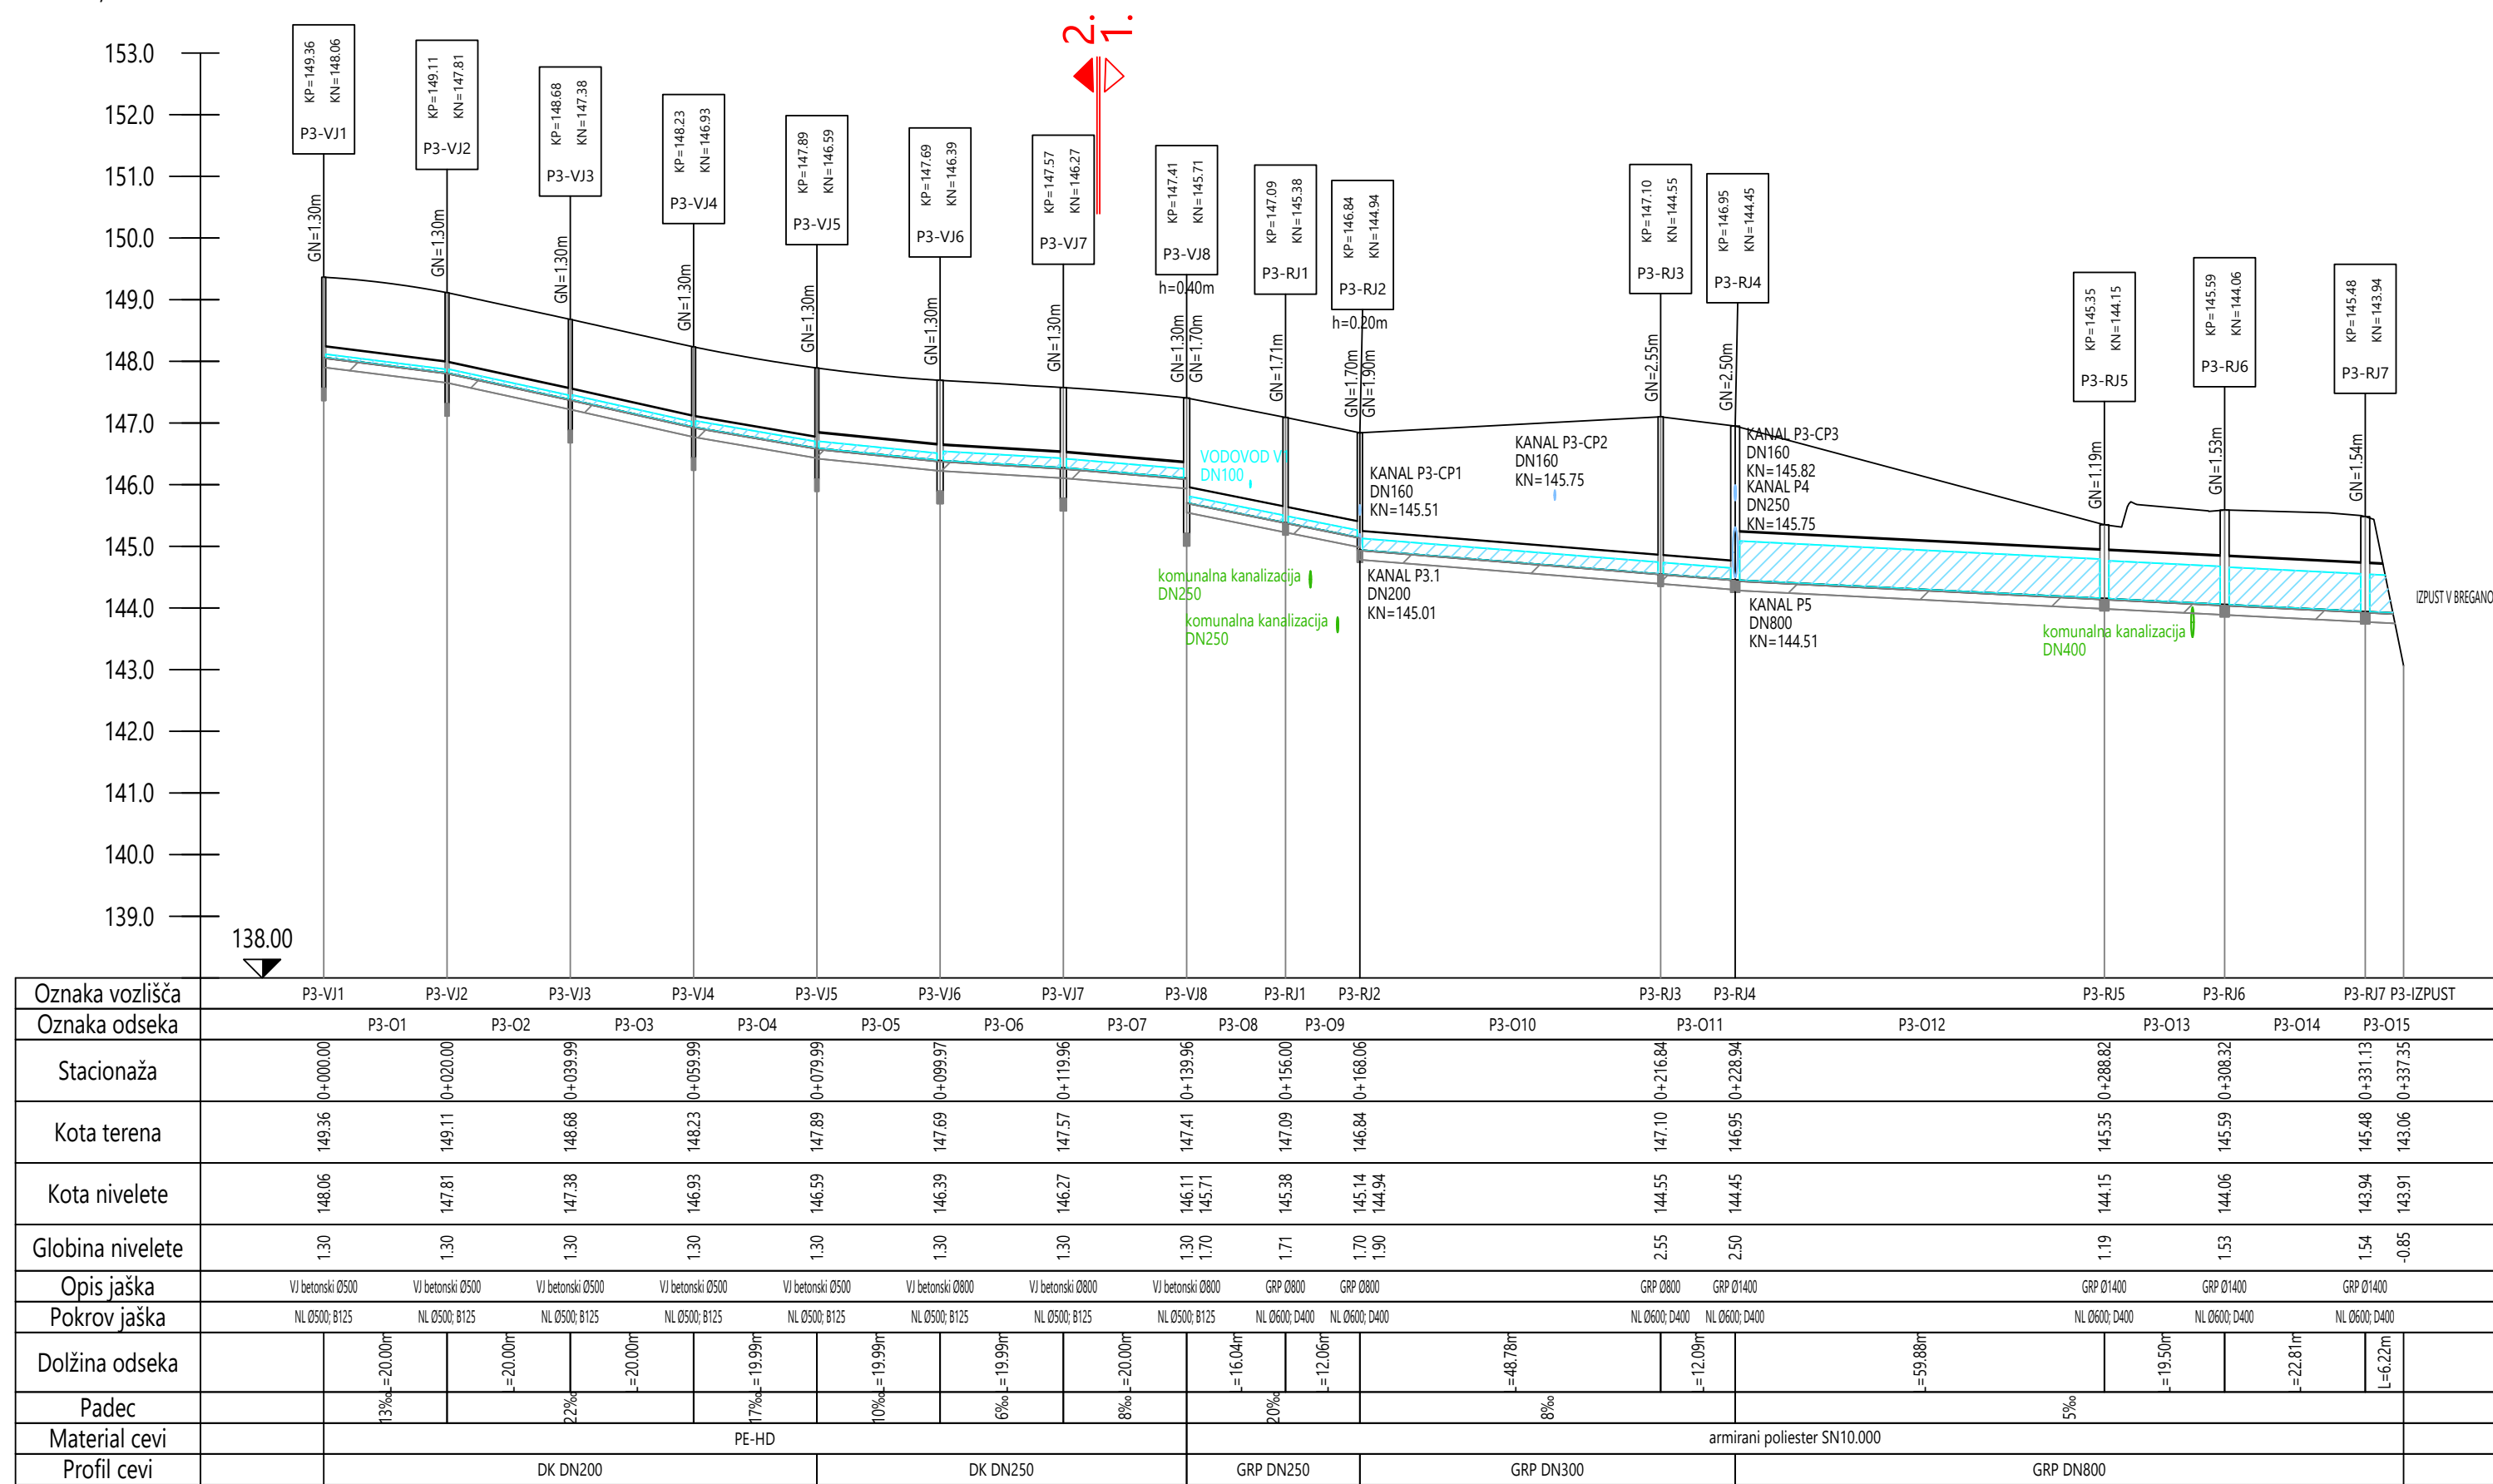 2.
1.
153.0
152.0
151.0
150.0
149.0
148.0
147.0
146.0
145.0
144.0
143.0
142.0
141.0
140.0
139.0
138.00
KP=149.36
KN=148.06
P3-VJ1
GN=1.30m
KP=149.11
KN=147.81
P3-VJ2
GN=1.30m
KP=148.68
KN=147.38
P3-VJ3
GN=1.30m
KP=148.23
KN=146.93
P3-VJ4
GN=1.30m
KP=147.89
KN=146.59
P3-VJ5
GN=1.30m
KP=147.69
KN=146.39
P3-VJ6
GN=1.30m
KP=147.57
KN=146.27
P3-VJ7
GN=1.30m
KP=147.41
KN=145.71
P3-VJ8
h=0.40m
GN=1.30m
GN=1.70m
KP=147.09
KN=145.38
P3-RJ1
GN=1.71m
KP=146.84
KN=144.94
P3-RJ2
h=0.20m
GN=1.70m
GN=1.90m
KP=147.10
KN=144.55
P3-RJ3
GN=2.55m
KP=146.95
KN=144.45
P3-RJ4
GN=2.50m
KP=145.35
KN=144.15
P3-RJ5
GN=1.19m
KP=145.59
KN=144.06
P3-RJ6
GN=1.53m
KP=145.48
KN=143.94
P3-RJ7
GN=1.54m
VODOVOD
DN100
KANAL P3-CP1
DN160
KN=145.51
KANAL P3-CP2
DN160
KN=145.75
KANAL P3-CP3
DN160
KN=145.82
KANAL P4
DN250
KN=145.75
komunalna kanalizacija
DN250
komunalna kanalizacija
DN250
KANAL P3.1
DN200
KN=145.01
KANAL P5
DN800
KN=144.51
komunalna kanalizacija
DN400
IZPUST V
Oznaka vozlišča P3-VJ1 P3-VJ2 P3-VJ3 P3-VJ4 P3-VJ5 P3-VJ6 P3-VJ7 P3-VJ8 P3-RJ1 P3-RJ2 P3-RJ3 P3-RJ4 P3-RJ5 P3-RJ6 P3-RJ7 P3-IZPUST
Oznaka odseka P3-O1 P3-O2 P3-O3 P3-O4 P3-O5 P3-O6 P3-O7 P3-O8 P3-O9 P3-O10 P3-O11 P3-O12 P3-O13 P3-O14 P3-O15
Stacionaža 0+000.00 0+020.00 0+039.99 0+059.99 0+079.99 0+099.97 0+119.96 0+139.96 0+156.00 0+168.06 0+216.84 0+228.94 0+288.82 0+308.32 0+331.13 0+337.35
Kota terena 149.36 149.11 148.68 148.23 147.89 147.69 147.57 147.41 147.09 146.84 147.10 146.95 145.35 145.59 145.48 143.06
Kota nivelete 148.06 147.81 147.38 146.93 146.59 146.39 146.27 146.11 145.71 145.38 145.14 144.94 144.55 144.45 144.15 144.06 143.94 143.91
Globina nivelete 1.30 1.30 1.30 1.30 1.30 1.30 1.30 1.30 1.70 1.71 1.70 1.90 2.55 2.50 1.19 1.53 1.54 -0.85
Opis jaška VJ betonski Ø500 VJ betonski Ø500 VJ betonski Ø500 VJ betonski Ø500 VJ betonski Ø500 VJ betonski Ø800 VJ betonski Ø800 VJ betonski Ø800 GRP Ø800 GRP Ø800 GRP Ø800 GRP Ø1400 GRP Ø1400 GRP Ø1400 GRP Ø1400
Pokrov jaška NL Ø500; B125 NL Ø500; B125 NL Ø500; B125 NL Ø500; B125 NL Ø500; B125 NL Ø500; B125 NL Ø500; B125 NL Ø500; B125 NL Ø600; D400 NL Ø600; D400 NL Ø600; D400 NL Ø600; D400 NL Ø600; D400 NL Ø600; D400 NL Ø600; D400
Dolžina odseka =20.00m =20.00m =20.00m =19.99m =19.99m =19.99m =20.00m =16.04m =12.06m =48.78m =12.09m =59.88m =19.50m =22.81m L=6.22m
Padec 13‰ 22‰ 17‰ 10‰ 6‰ 8‰ 20‰ 8‰ 5‰
Material cevi PE-HD armirani poliester SN10.000
Profil cevi DK DN200 DK DN250 GRP DN250 GRP DN300 GRP DN800